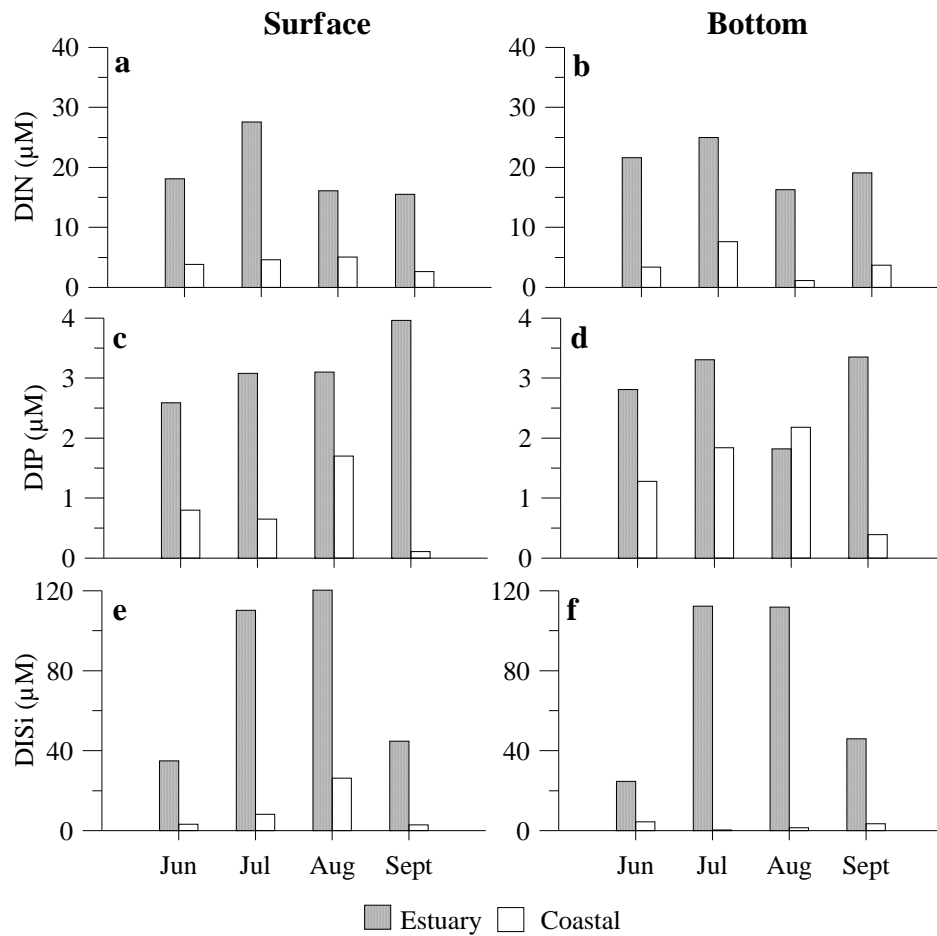 Surface Bottom
a b
40 40
30 30
DIN (µM)
20 20
10 10
0 0
c d
4 4
3 3
DIP (µM)
2 2
1 1
0 0
e f
120 120
80 80
DISi (µM)
40 40
0 0
Jun Jul Aug Sept Jun Jul Aug Sept
Estuary Coastal